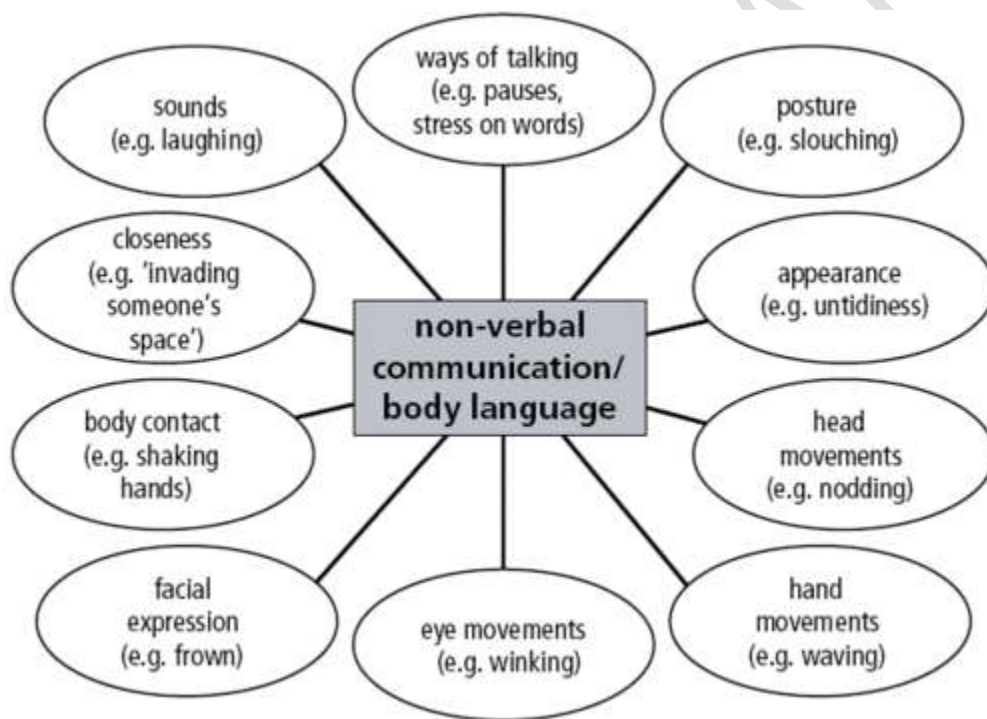 ways of talking
(e.g. pauses,
stress on words)
sounds
(e.g. laughing)
posture
(e.g. slouching)
closeness
(e.g. 'invading
someone's
space')
appearance
(e.g. untidiness)
non-verbal
communication/
body language
body contact
(e.g. shaking
hands)
head
movements
(e.g. nodding)
facial
expression
(e.g. frown)
eye movements
(e.g. winking)
hand
movements
(e.g. waving)